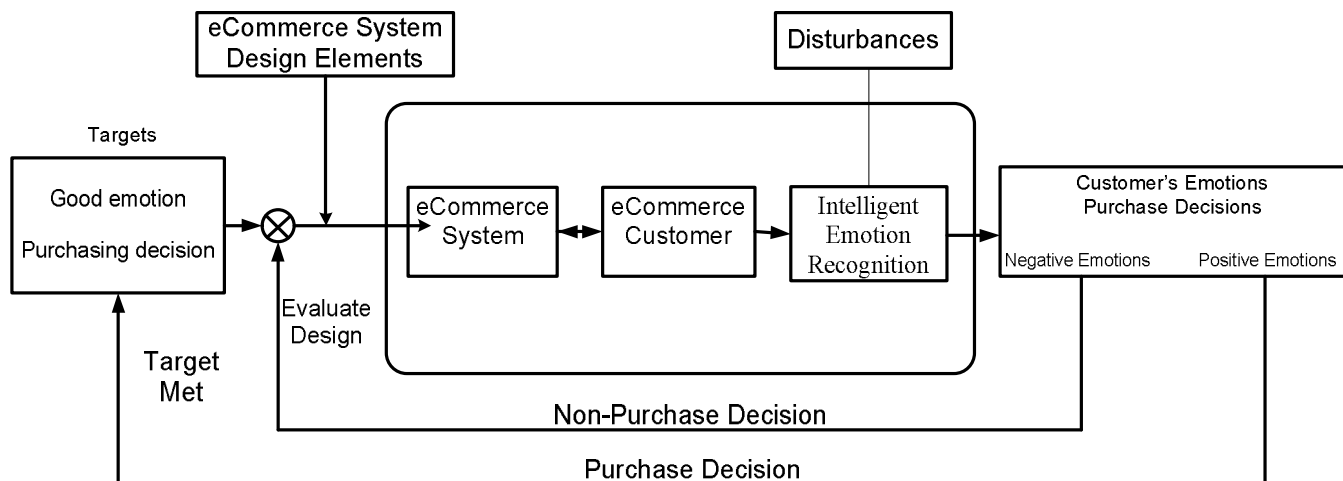 eCommerce System
Design Elements
Disturbances
Targets
Good emotion
Purchasing decision
eCommerce
System
eCommerce
Customer
Intelligent
Emotion
Recognition
Customer's Emotions
Purchase Decisions
Negative Emotions
Positive Emotions
Evaluate
Design
Target
Met
Non-Purchase Decision
Purchase Decision